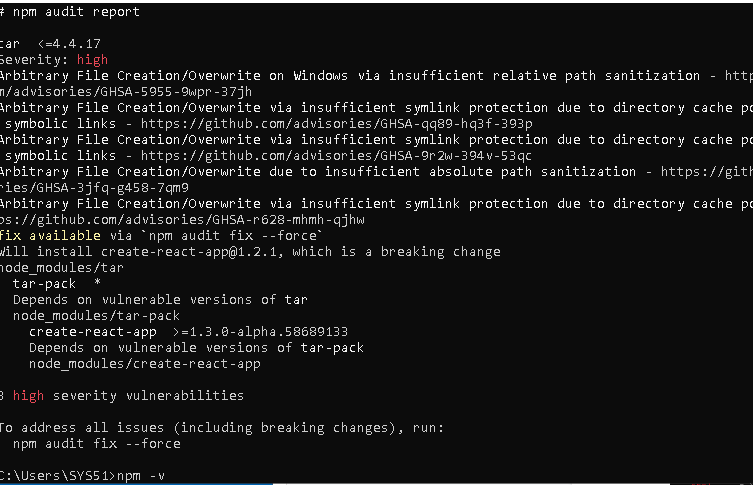 # npm audit report
tar <=4.4.17
Severity: high
Arbitrary File Creation/Overwrite on Windows via insufficient relative path sanitization - http
m/advisories/GHSA-5955-9wpr-37jh
Arbitrary File Creation/Overwrite via insufficient symlink protection due to directory cache po
symbolic links - https://github.com/advisories/GHSA-qq89-hq3f-393p
Arbitrary File Creation/Overwrite via insufficient symlink protection due to directory cache po
symbolic links - https://github.com/advisories/GHSA-9r2w-394v-53qc
Arbitrary File Creation/Overwrite due to insufficient absolute path sanitization - https://gith
ries/GHSA-3jfq-g458-7qm9
Arbitrary File Creation/Overwrite via insufficient symlink protection due to directory cache po
ps://github.com/advisories/GHSA-r628-mhmh-qjhw
fix available via `npm audit fix --force`
Will install create-react-app@1.2.1, which is a breaking change
node_modules/tar
tar-pack *
Depends on vulnerable versions of tar
node_modules/tar-pack
create-react-app >=1.3.0-alpha.58689133
Depends on vulnerable versions of tar-pack
node_modules/create-react-app
3 high severity vulnerabilities
To address all issues (including breaking changes), run:
npm audit fix --force
C:\Users\SYS51>npm -v